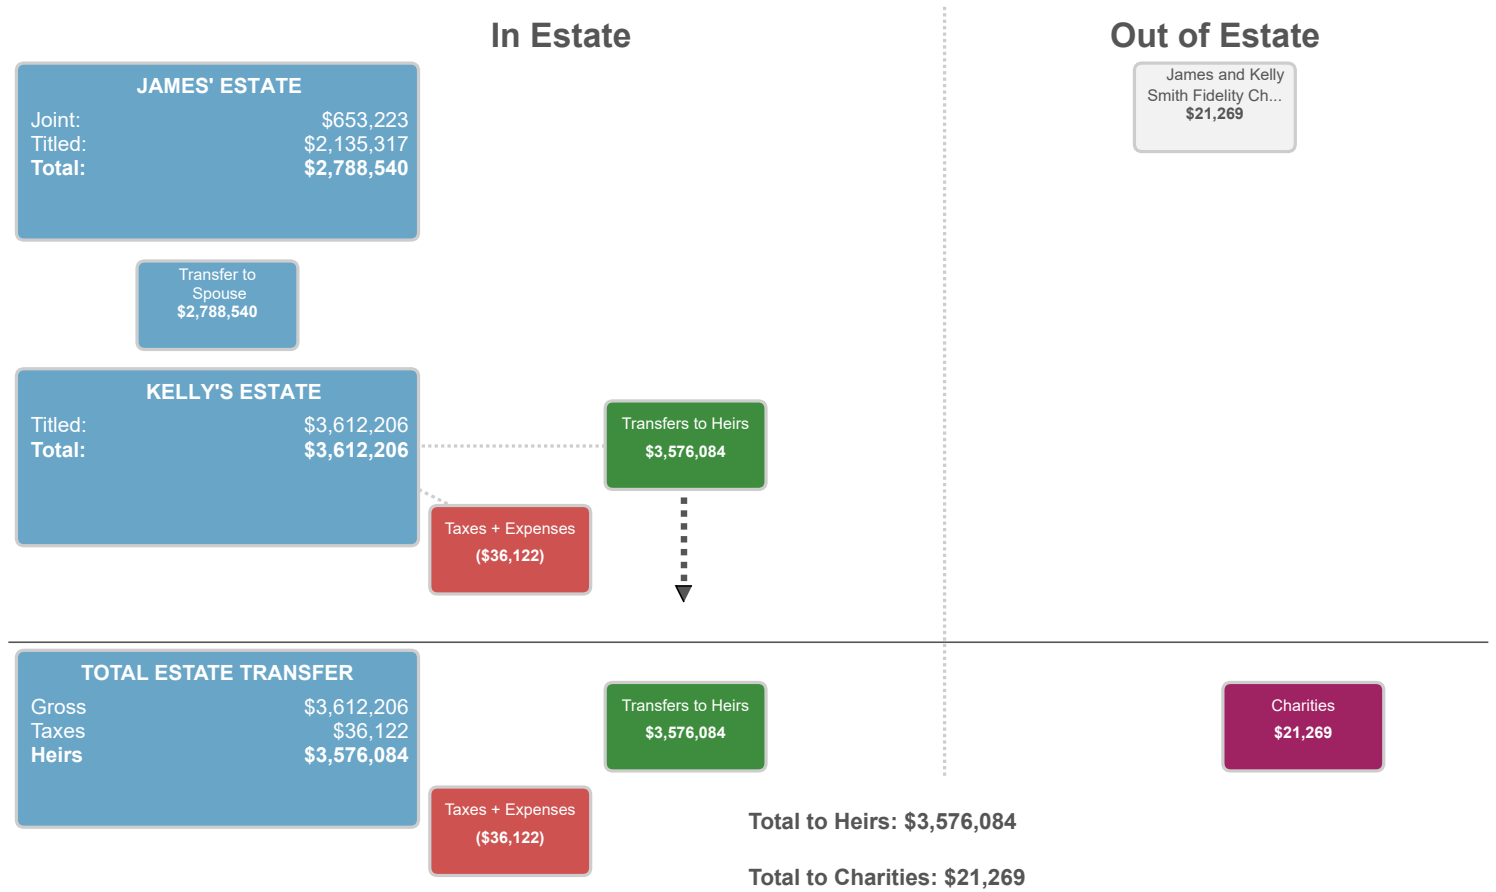 In Estate
Out of Estate
JAMES' ESTATE
Joint: $653,223
Titled: $2,135,317
Total: $2,788,540
James and Kelly
Smith Fidelity Ch...
$21,269
Transfer to
Spouse
$2,788,540
KELLY'S ESTATE
Titled: $3,612,206
Total: $3,612,206
Transfers to Heirs
$3,576,084
Taxes + Expenses
($36,122)
TOTAL ESTATE TRANSFER
Gross $3,612,206
Taxes $36,122
Heirs $3,576,084
Transfers to Heirs
$3,576,084
Charities
$21,269
Taxes + Expenses
($36,122)
Total to Heirs: $3,576,084
Total to Charities: $21,269